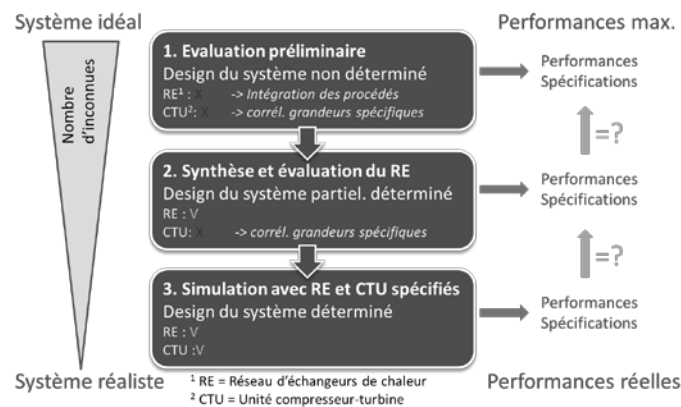 Système idéal
Performances max.
Nombre
d'inconnues
1. Evaluation préliminaire
Design du système non déterminé
RE¹ : X -> Intégration des procédés
CTU²: X -> corrél. grandeurs spécifiques
Performances
Spécifications
=?
2. Synthèse et évaluation du RE
Design du système partiel. déterminé
RE : V
CTU: X -> corrél. grandeurs spécifiques
Performances
Spécifications
=?
3. Simulation avec RE et CTU spécifiés
Design du système déterminé
RE : V
CTU :V
Performances
Spécifications
Système réaliste
¹ RE = Réseau d'échangeurs de chaleur
² CTU = Unité compresseur-turbine
Performances réelles